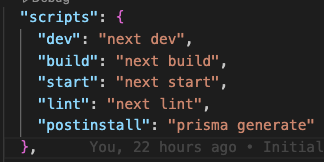 Debug
"scripts": {
"dev": "next dev",
"build": "next build",
"start": "next start",
"lint": "next lint",
"postinstall": "prisma generate"
}, You, 22 hours ago • Initial